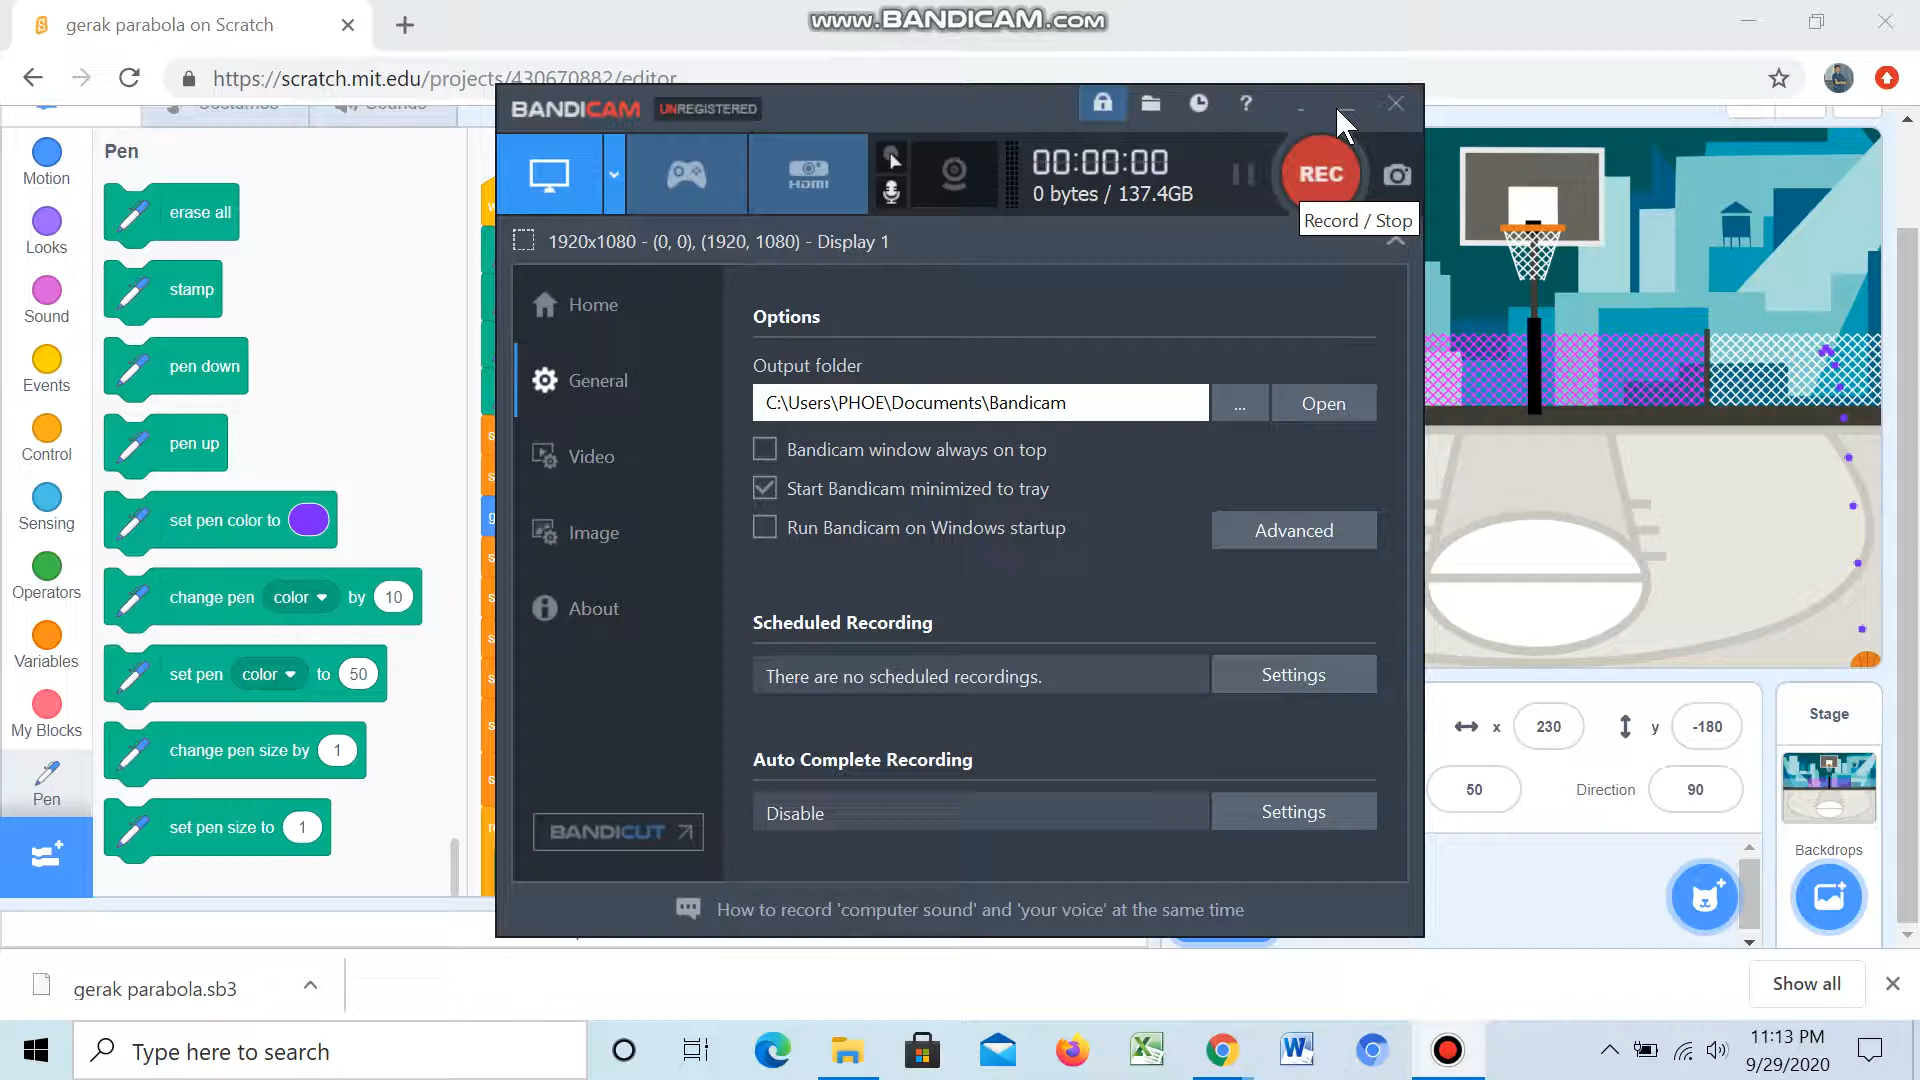 gerak parabola on Scratch
www.BANDICAM.com
https://scratch.mit.edu/projects/430670882/editor
Costumes
Sounds
BANDICAM UNREGISTERED
00:00:00
0 bytes / 137.4GB
HDMI
REC
Record / Stop
1920x1080 - (0, 0), (1920, 1080) - Display 1
Home
General
Video
Image
About
BANDICUT
Options
Output folder
C:\Users\PHOE\Documents\Bandicam
...
Open
Bandicam window always on top
Start Bandicam minimized to tray
Run Bandicam on Windows startup
Advanced
Scheduled Recording
There are no scheduled recordings.
Settings
Auto Complete Recording
Disable
Settings
How to record 'computer sound' and 'your voice' at the same time
Motion
Looks
Sound
Events
Control
Sensing
Operators
Variables
My Blocks
Pen
Pen
erase all
stamp
pen down
pen up
set pen color to
change pen color by 10
set pen color to 50
change pen size by 1
set pen size to 1
x 230 y -180
50 Direction 90
Stage
Backdrops
gerak parabola.sb3
Show all
Type here to search
11:13 PM
9/29/2020